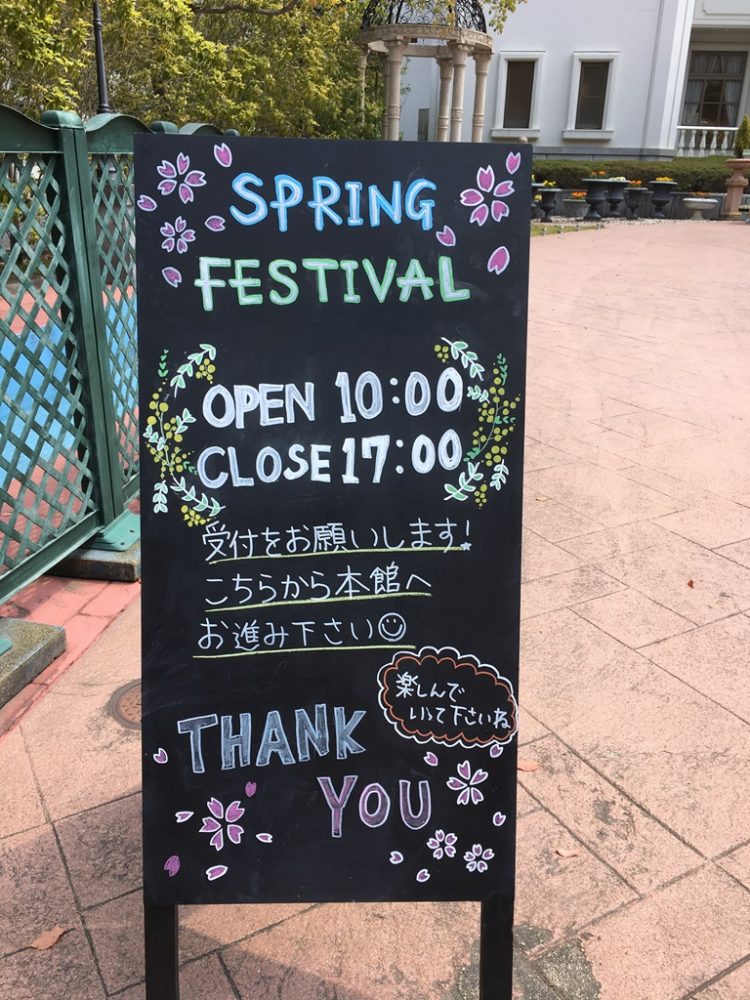 SPRING
FESTIVAL
OPEN 10:00
CLOSE 17:00
受付をお願いします!
こちらから本館へ
お進み下さい☺
楽しんで
いって下さいね
THANK
YOU